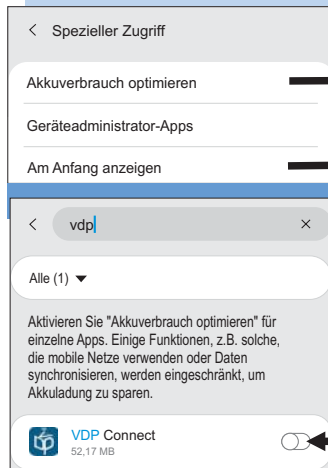 Spezieller Zugriff
Akkuverbrauch optimieren
Geräteadministrator-Apps
Am Anfang anzeigen
vdp
Alle (1)
Aktivieren Sie "Akkuverbrauch optimieren" für
einzelne Apps. Einige Funktionen, z.B. solche,
die mobile Netze verwenden oder Daten
synchronisieren, werden eingeschränkt, um
Akkuladung zu sparen.
VDP Connect
52,17 MB